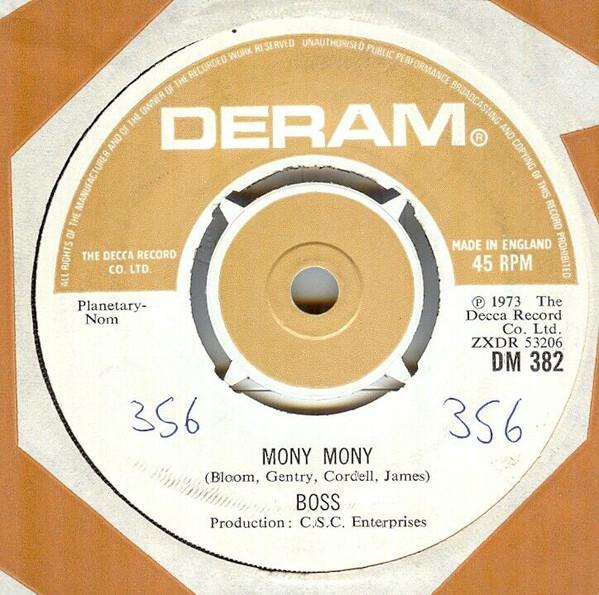 ALL RIGHTS OF THE MANUFACTURER AND OF THE OWNER OF THE RECORDED WORK RESERVED UNAUTHORISED PUBLIC PERFORMANCE BROADCASTING AND COPYING OF THIS RECORD PROHIBITED
DERAM®
THE DECCA RECORD
CO. LTD.
MADE IN ENGLAND
45 RPM
Planetary-
Nom
℗ 1973 The
Decca Record
Co. Ltd.
ZXDR 53206
DM 382
356
356
MONY MONY
(Bloom, Gentry, Cordell, James)
BOSS
Production: C.S.C. Enterprises